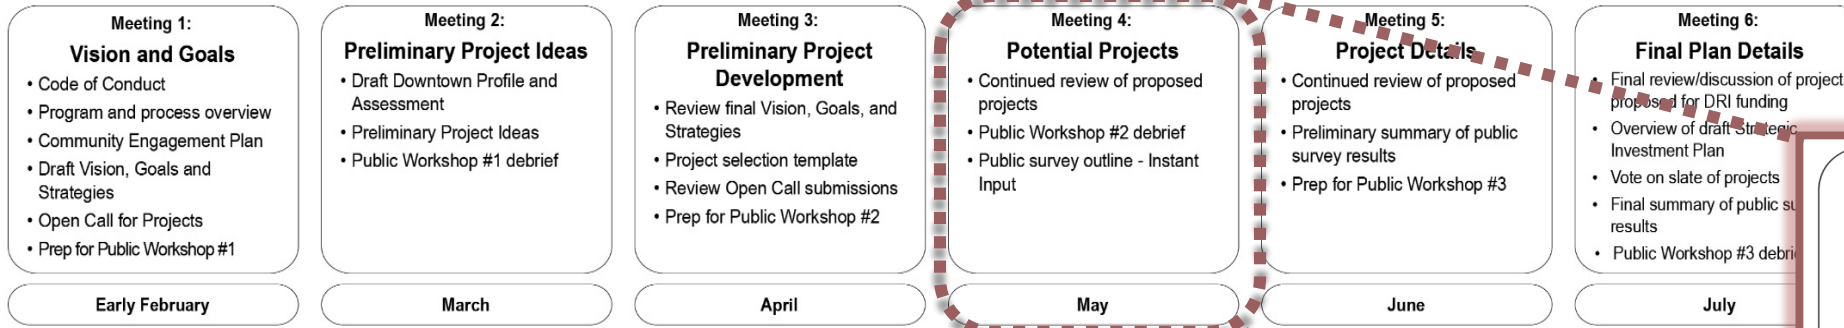 Meeting 1:
Vision and Goals
• Code of Conduct
• Program and process overview
• Community Engagement Plan
• Draft Vision, Goals and
Strategies
• Open Call for Projects
• Prep for Public Workshop #1
Early February
Meeting 2:
Preliminary Project Ideas
• Draft Downtown Profile and
Assessment
• Preliminary Project Ideas
• Public Workshop #1 debrief
March
Meeting 3:
Preliminary Project
Development
• Review final Vision, Goals, and
Strategies
• Project selection template
• Review Open Call submissions
• Prep for Public Workshop #2
April
Meeting 4:
Potential Projects
• Continued review of proposed
projects
• Public Workshop #2 debrief
• Public survey outline - Instant
Input
May
Meeting 5:
Project Details
• Continued review of proposed
projects
• Preliminary summary of public
survey results
• Prep for Public Workshop #3
June
Meeting 6:
Final Plan Details
• Final review/discussion of project
proposed for DRI funding
• Overview of draft Strategic
Investment Plan
• Vote on slate of projects
• Final summary of public su
results
• Public Workshop #3 debri
July